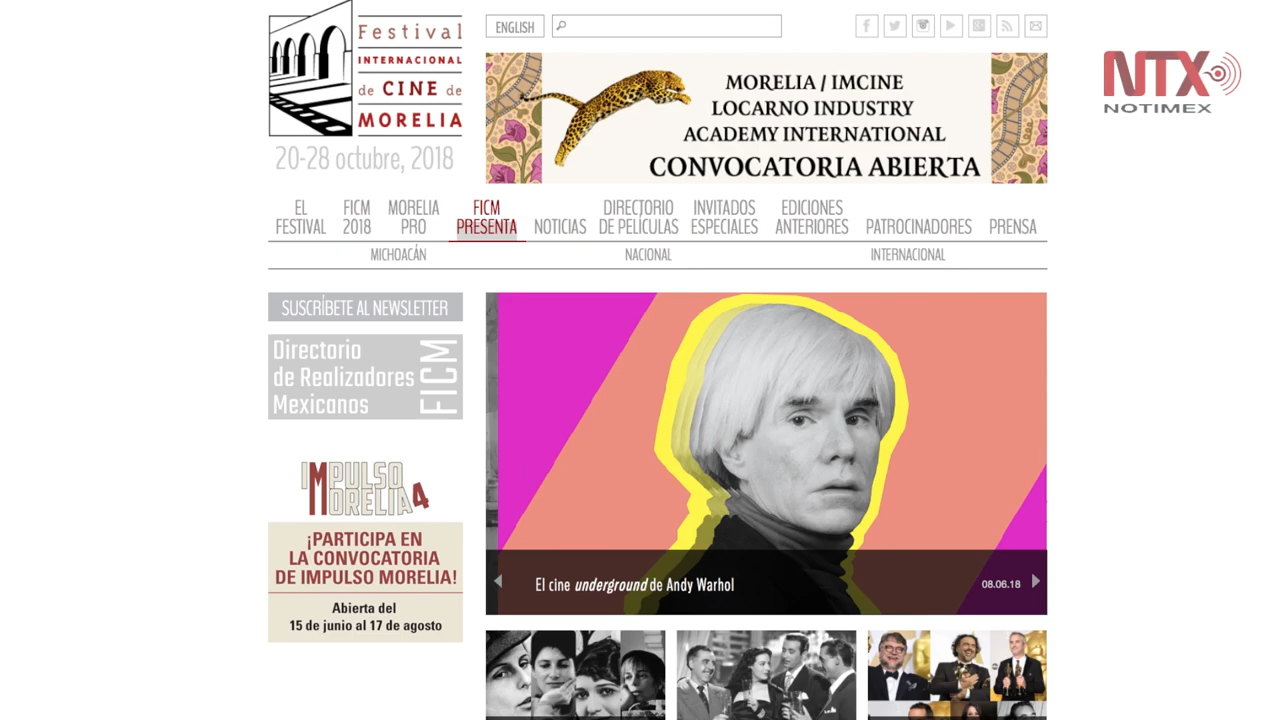 Festival
INTERNACIONAL
de CINE de
MORELIA
20-28 octubre, 2018
ENGLISH
MORELIA / IMCINE
LOCARNO INDUSTRY
ACADEMY INTERNATIONAL
CONVOCATORIA ABIERTA
NTX
NOTIMEX
EL FESTIVAL
FICM 2018
MORELIA PRO
FICM PRESENTA
NOTICIAS
DIRECTORIO DE PELÍCULAS
INVITADOS ESPECIALES
EDICIONES ANTERIORES
PATROCINADORES
PRENSA
MICHOACÁN
NACIONAL
INTERNACIONAL
SUSCRÍBETE AL NEWSLETTER
Directorio
de Realizadores
Mexicanos
FICM
IMPULSO
MORELIA4
¡PARTICIPA EN
LA CONVOCATORIA
DE IMPULSO MORELIA!
Abierta del
15 de junio al 17 de agosto
El cine underground de Andy Warhol
08.06.18